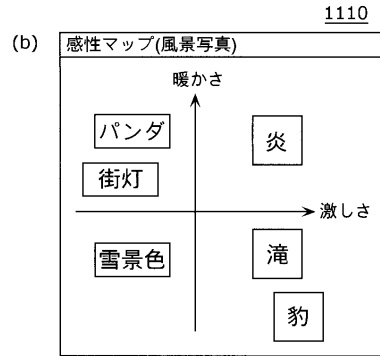 1110
(b)
感性マップ(風景写真)
暖かさ
パンダ
炎
街灯
激しさ
雪景色
滝
豹